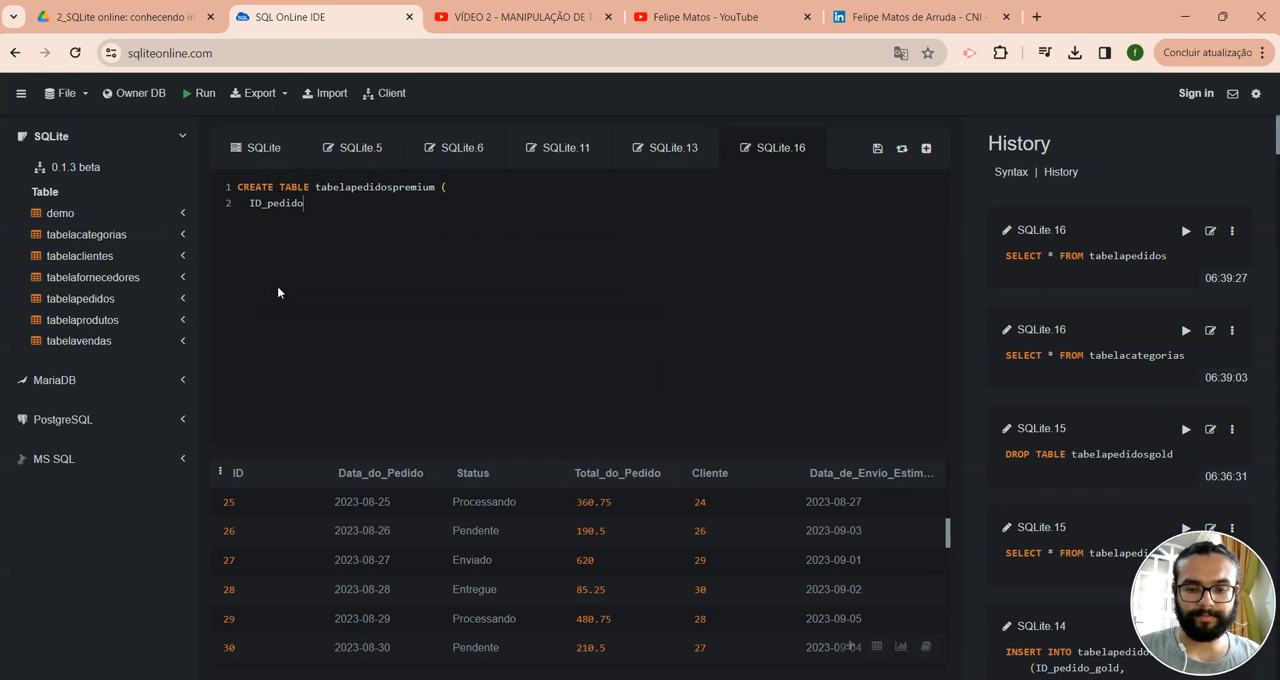 2_SQLite online: conhecendo in
SQL OnLine IDE
VÍDEO 2 - MANIPULAÇÃO DE T
Felipe Matos - YouTube
Felipe Matos de Arruda - CNI -
sqliteonline.com
f
Concluir atualização
File
Owner DB
Run
Export
Import
Client
Sign in
SQLite
0.1.3 beta
Table
demo
tabelacategorias
tabelaclientes
tabelafornecedores
tabelapedidos
tabelaprodutos
tabelavendas
MariaDB
PostgreSQL
MS SQL
SQLite
SQLite.5
SQLite.6
SQLite.11
SQLite.13
SQLite.16
1 CREATE TABLE tabelapedidospremium (
2 ID_pedido
ID Data_do_Pedido Status Total_do_Pedido Cliente Data_de_Envio_Estim...
25 2023-08-25 Processando 360.75 24 2023-08-27
26 2023-08-26 Pendente 190.5 26 2023-09-03
27 2023-08-27 Enviado 620 29 2023-09-01
28 2023-08-28 Entregue 85.25 30 2023-09-02
29 2023-08-29 Processando 480.75 28 2023-09-05
30 2023-08-30 Pendente 210.5 27 2023-09-04
History
Syntax | History
SQLite.16
SELECT * FROM tabelapedidos
06:39:27
SQLite.16
SELECT * FROM tabelacategorias
06:39:03
SQLite.15
DROP TABLE tabelapedidosgold
06:36:31
SQLite.15
SELECT * FROM
SQLite.14
INSERT INTO
(ID_pedido_gold,